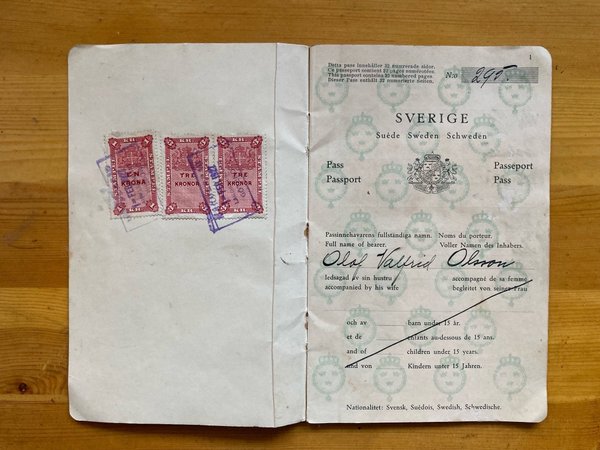 EN
KRONA
TRE
KRONOR
TRE
KRONOR
1
Detta pass innehåller 32 numrerade sidor.
Ce passeport contient 32 pages numérotées.
This passport contains 32 numbered pages
Dieser Pass enthält 32 numerierte Seiten.
N:o 295.
SVERIGE
Suède Sweden Schweden
Pass Passeport
Passport Pass
Passinnehavarens fullständiga namn. Noms du porteur.
Full name of bearer. Voller Namen des Inhabers.
Olof Valfrid Olsson
ledsagad av sin hustru accompagné de sa femme
accompanied by his wife begleitet von seiner Frau
och av barn under 15 år.
et de enfants au-dessous de 15 ans.
and of children under 15 years.
und von Kindern unter 15 Jahren.
Nationalitet: Svensk, Suédois, Swedish, Schwedische.